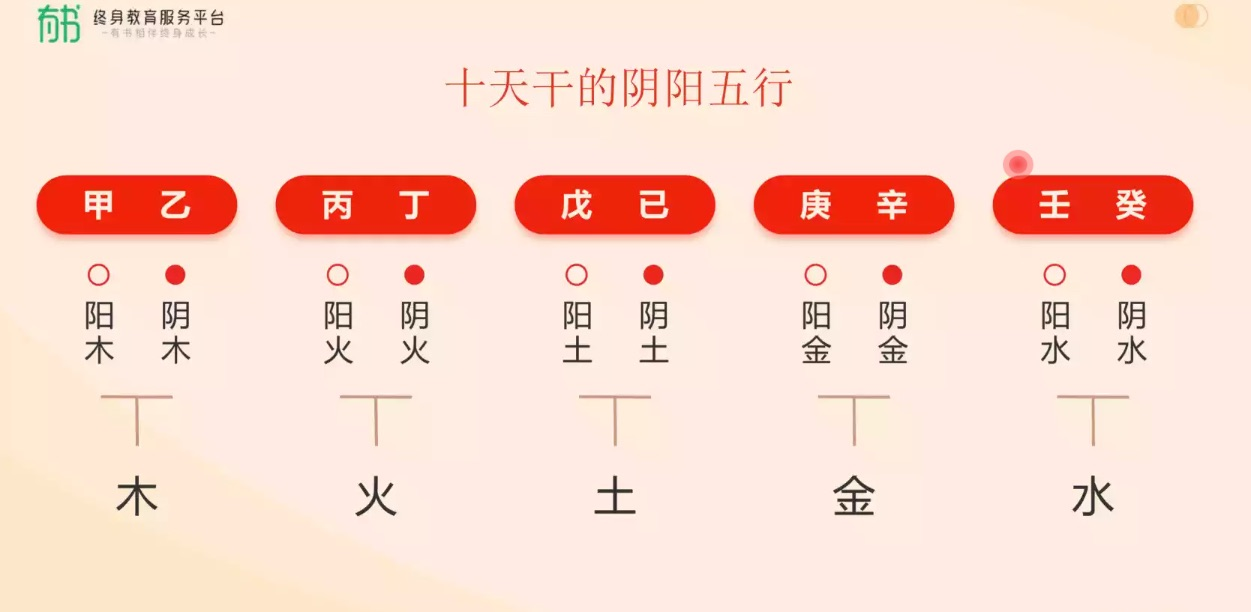 有书 终身教育服务平台
-有书相伴终身成长-
十天干的阴阳五行
甲 乙 丙 丁 戊 已 庚 辛 壬 癸
阳木 阴木 阳火 阴火 阳土 阴土 阳金 阴金 阳水 阴水
木 火 土 金 水